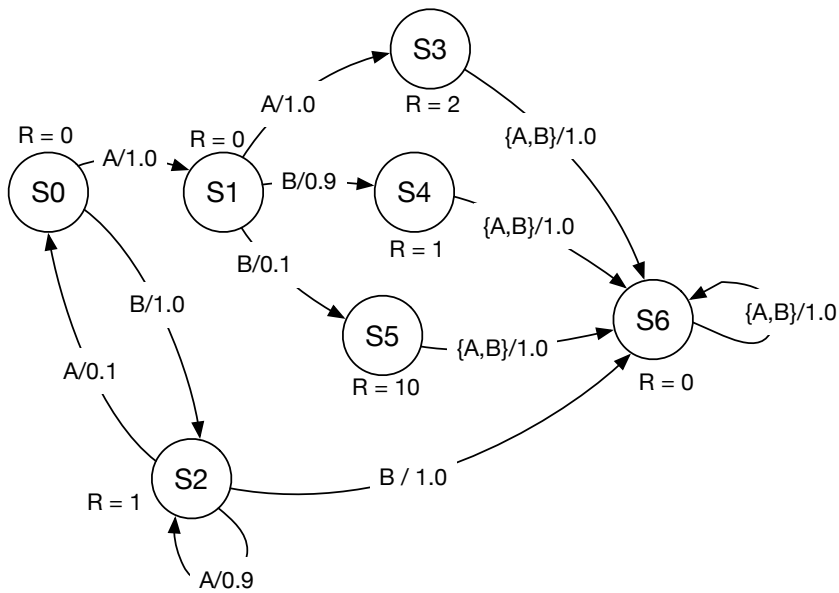 S3
A/1.0
R = 2
R = 0
R = 0
{A,B}/1.0
A/1.0
S0
S1
B/0.9
S4
{A,B}/1.0
R = 1
B/0.1
B/1.0
S6
{A,B}/1.0
S5
{A,B}/1.0
A/0.1
R = 10
R = 0
S2
B / 1.0
R = 1
A/0.9